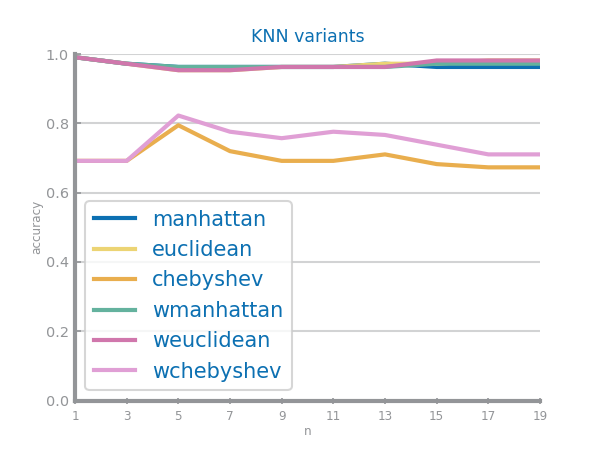 KNN variants
accuracy
1.0
0.8
0.6
0.4
0.2
0.0
manhattan
euclidean
chebyshev
wmanhattan
weuclidean
wchebyshev
1 3 5 7 9 11 13 15 17 19
n